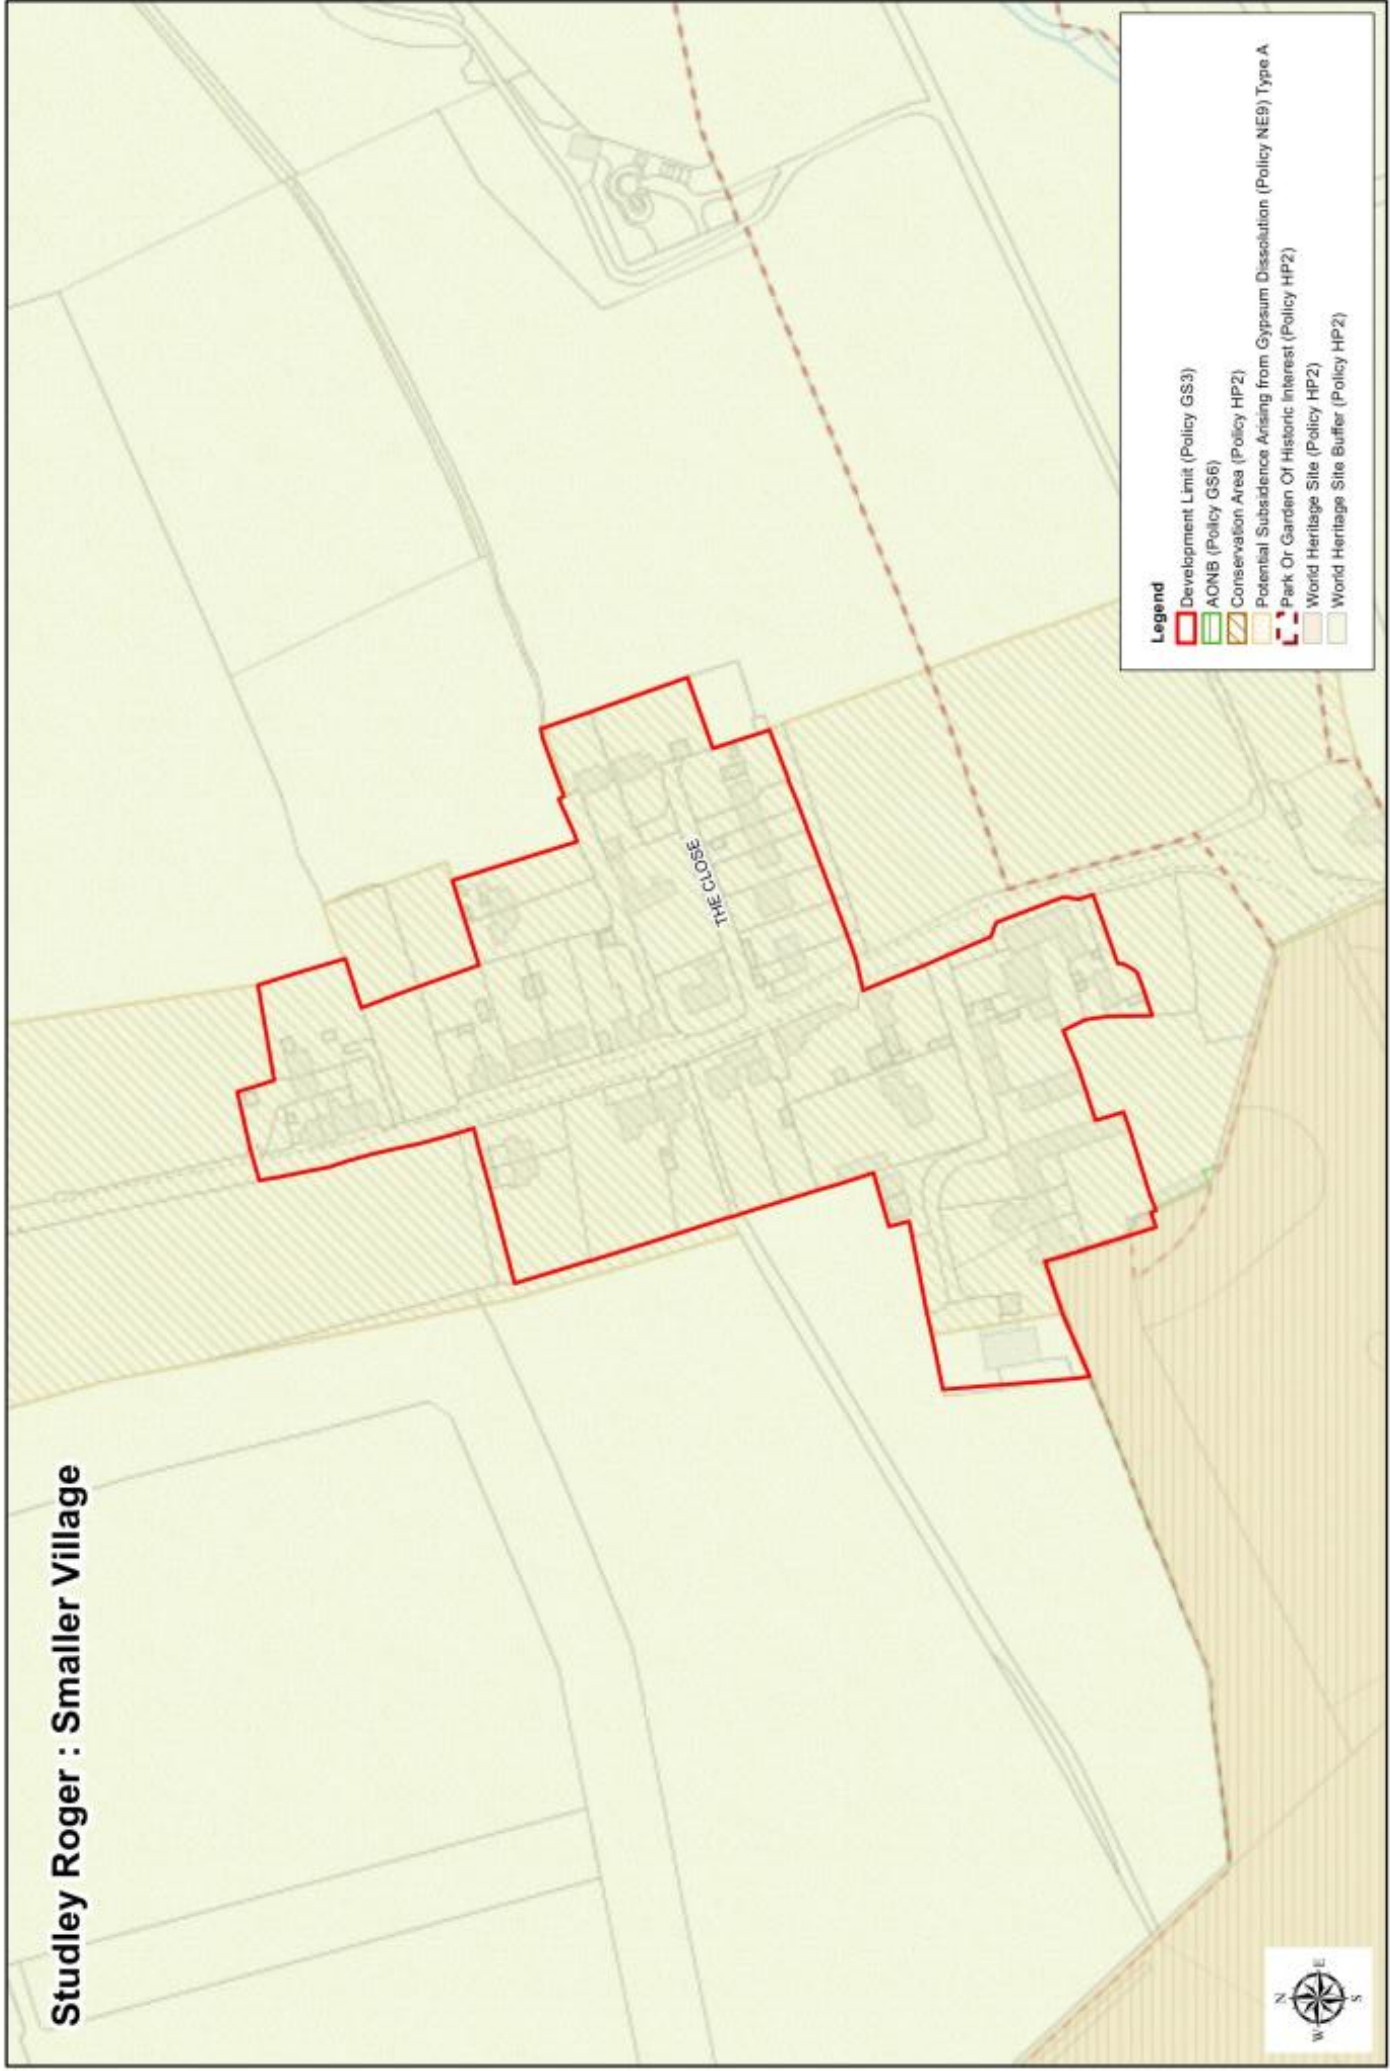 Studley Roger : Smaller Village
THE CLOSE
Legend
Development Limit (Policy GS3)
AONB (Policy GS6)
Conservation Area (Policy HP2)
Potential Subsidence Arising from Gypsum Dissolution (Policy NE9) Type A
Park Or Garden Of Historic Interest (Policy HP2)
World Heritage Site (Policy HP2)
World Heritage Site Buffer (Policy HP2)
N
W E
S